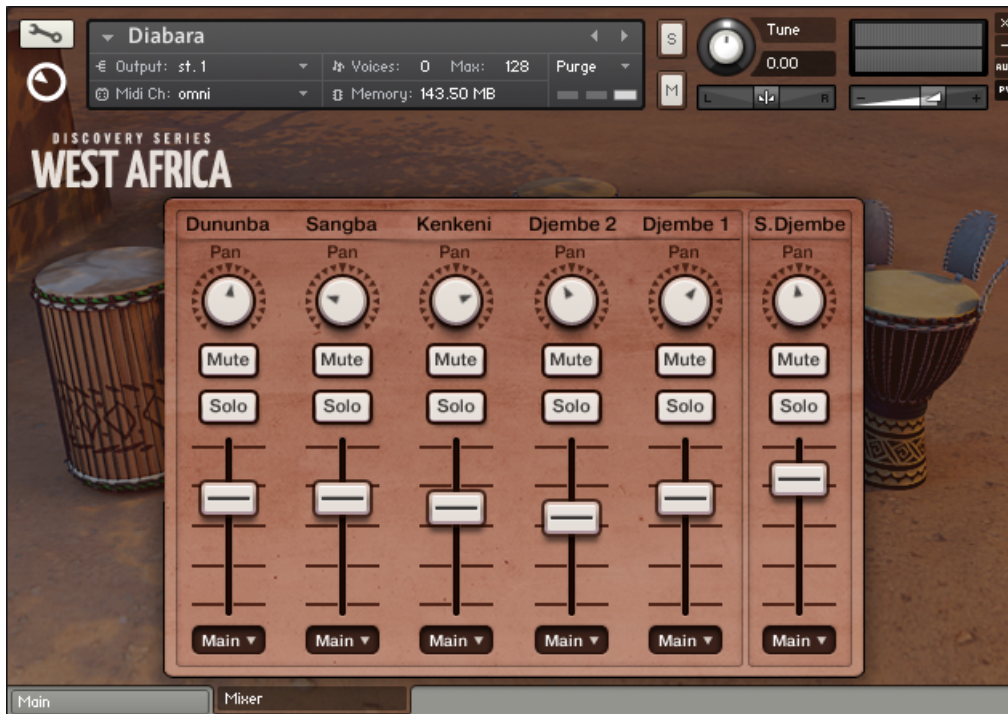 Diabara
Output: st. 1
Voices: 0 Max: 128
Purge
Midi Ch: omni
Memory: 143.50 MB
S
M
Tune
0.00
L R
- +
×
-
AU
PV
DISCOVERY SERIES
WEST AFRICA
Dununba Sangba Kenkeni Djembe 2 Djembe 1 S.Djembe
Pan Pan Pan Pan Pan Pan
Mute Mute Mute Mute Mute Mute
Solo Solo Solo Solo Solo Solo
Main Main Main Main Main Main
Main Mixer